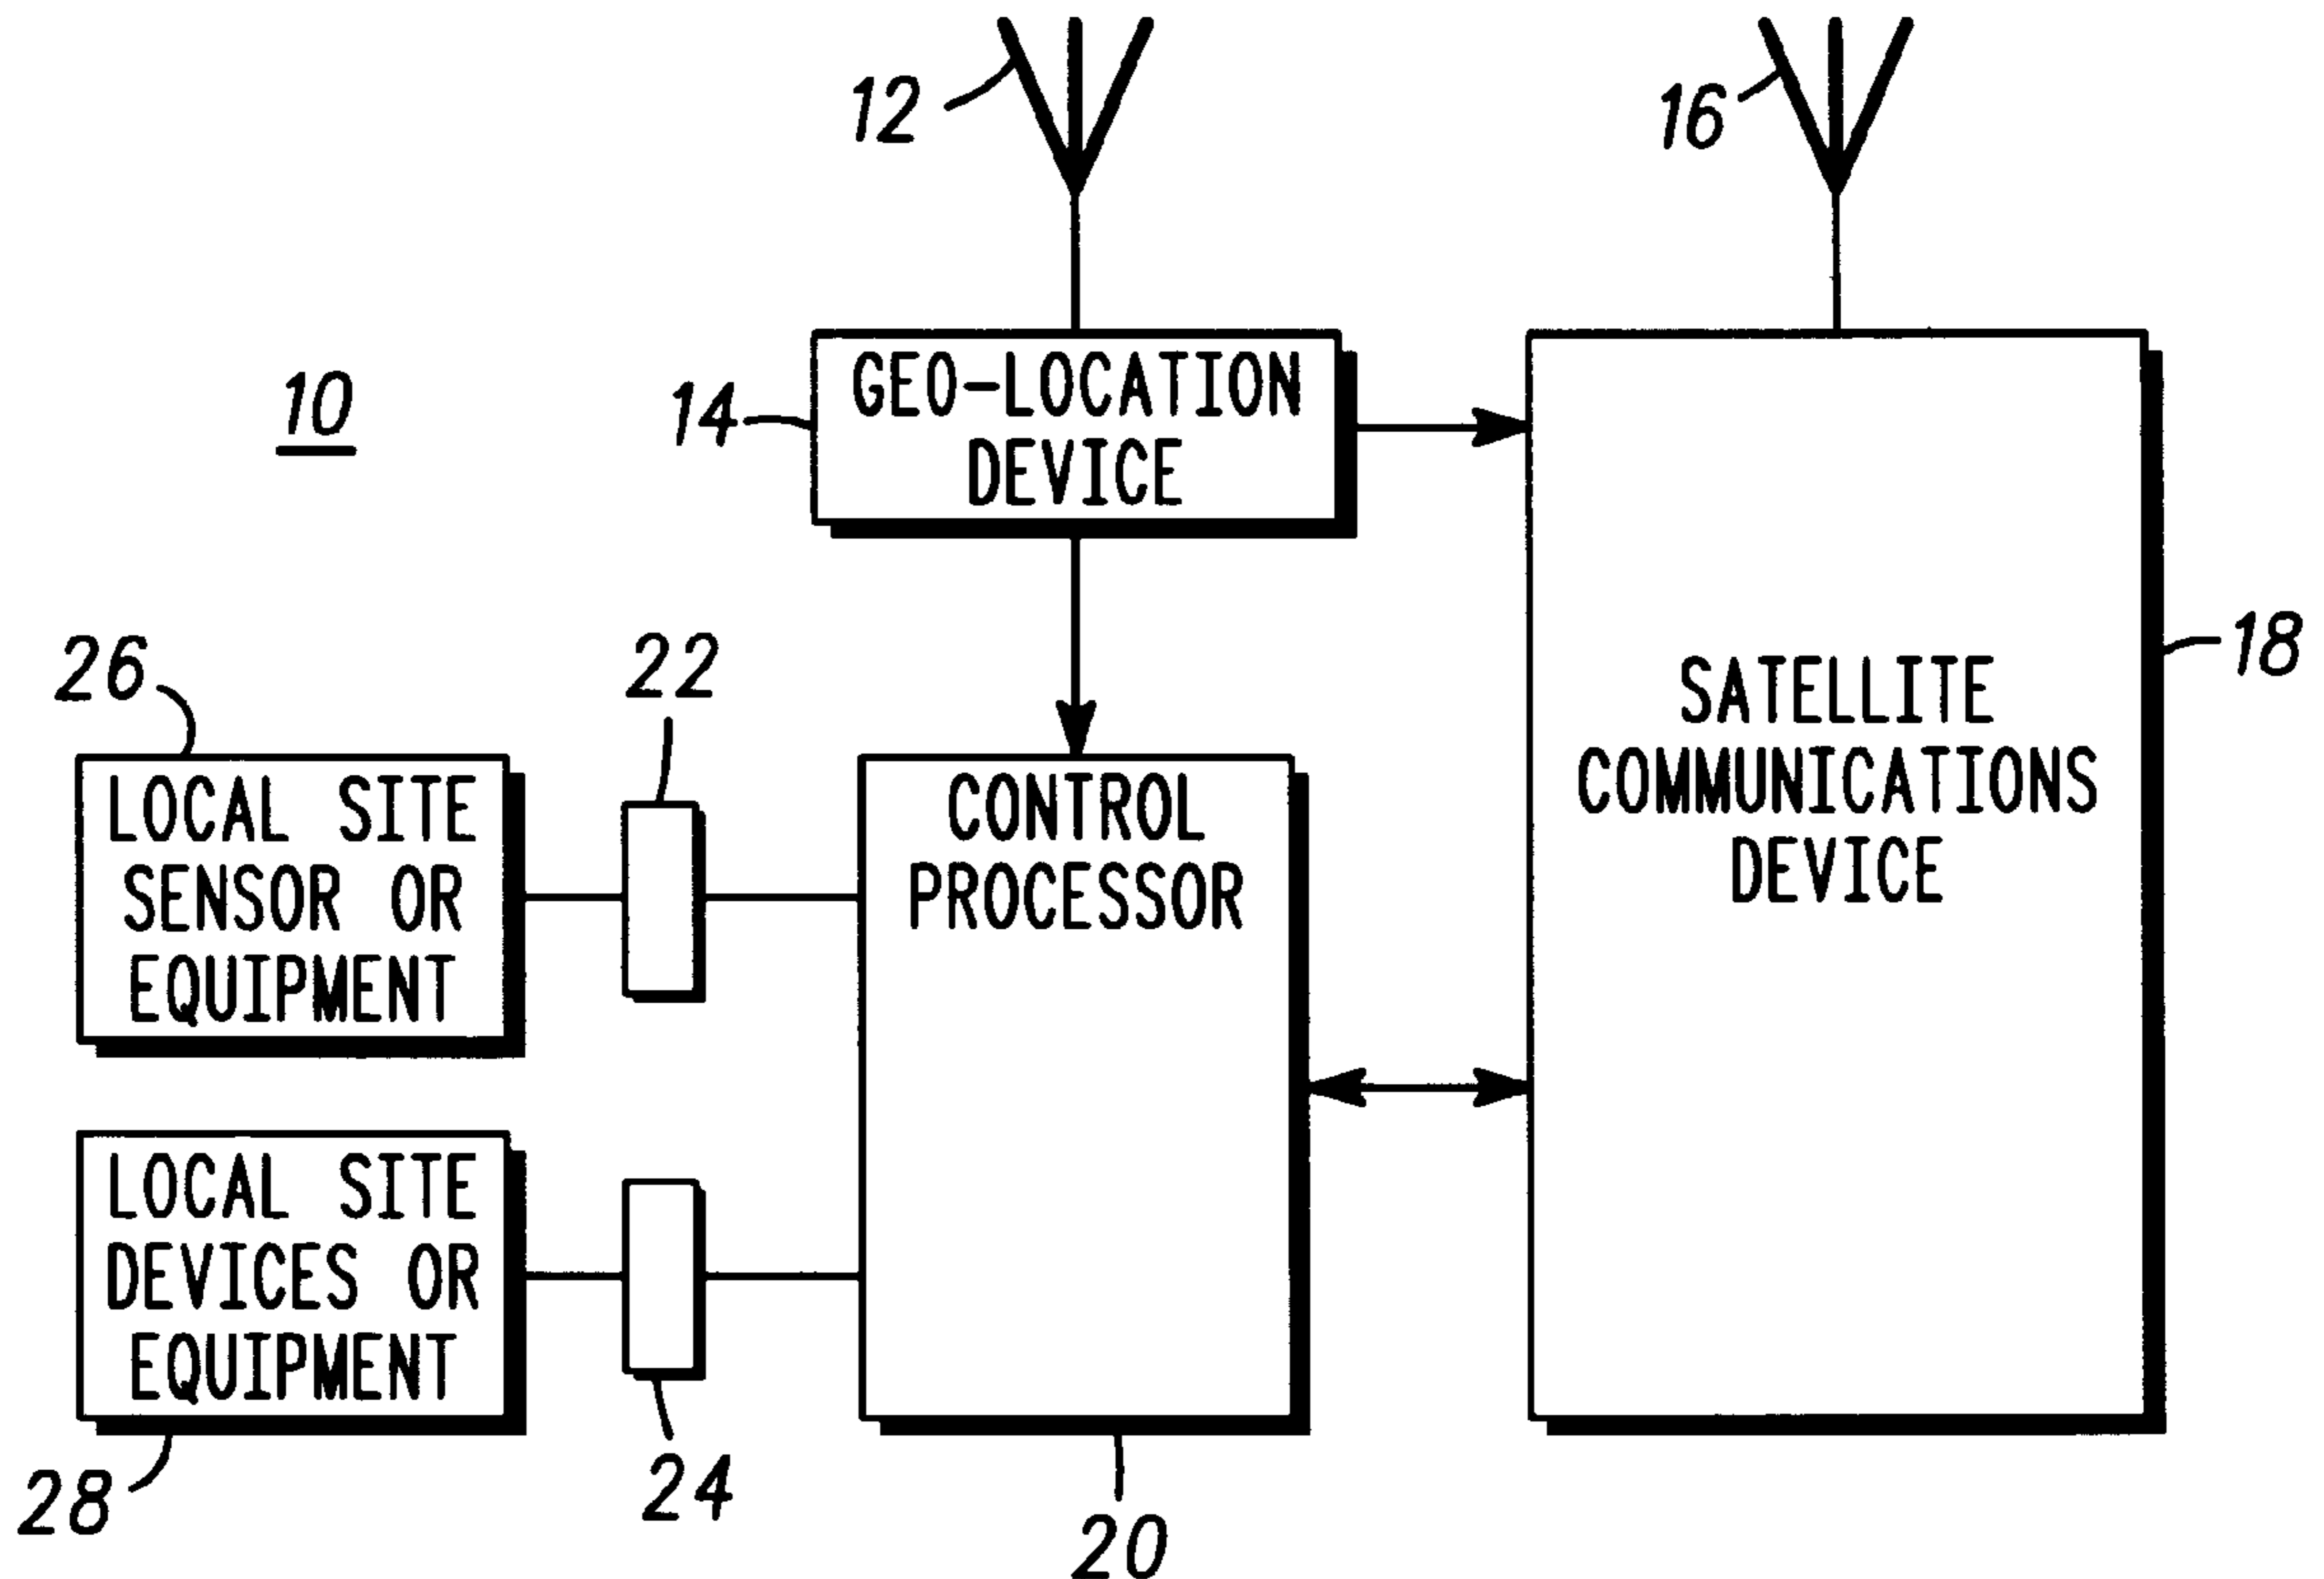 12
16
10
14
GEO-LOCATION
DEVICE
18
SATELLITE
COMMUNICATIONS
DEVICE
26
22
LOCAL SITE
SENSOR OR
EQUIPMENT
CONTROL
PROCESSOR
LOCAL SITE
DEVICES OR
EQUIPMENT
28
24
20